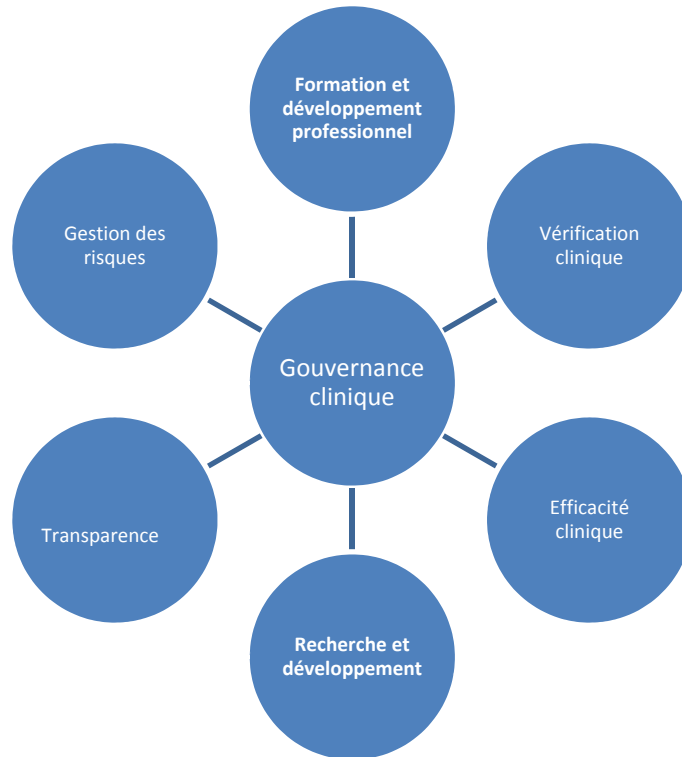 Formation et
développement
professionnel
Gestion des
risques
Vérification
clinique
Gouvernance
clinique
Transparence
Efficacité
clinique
Recherche et
développement